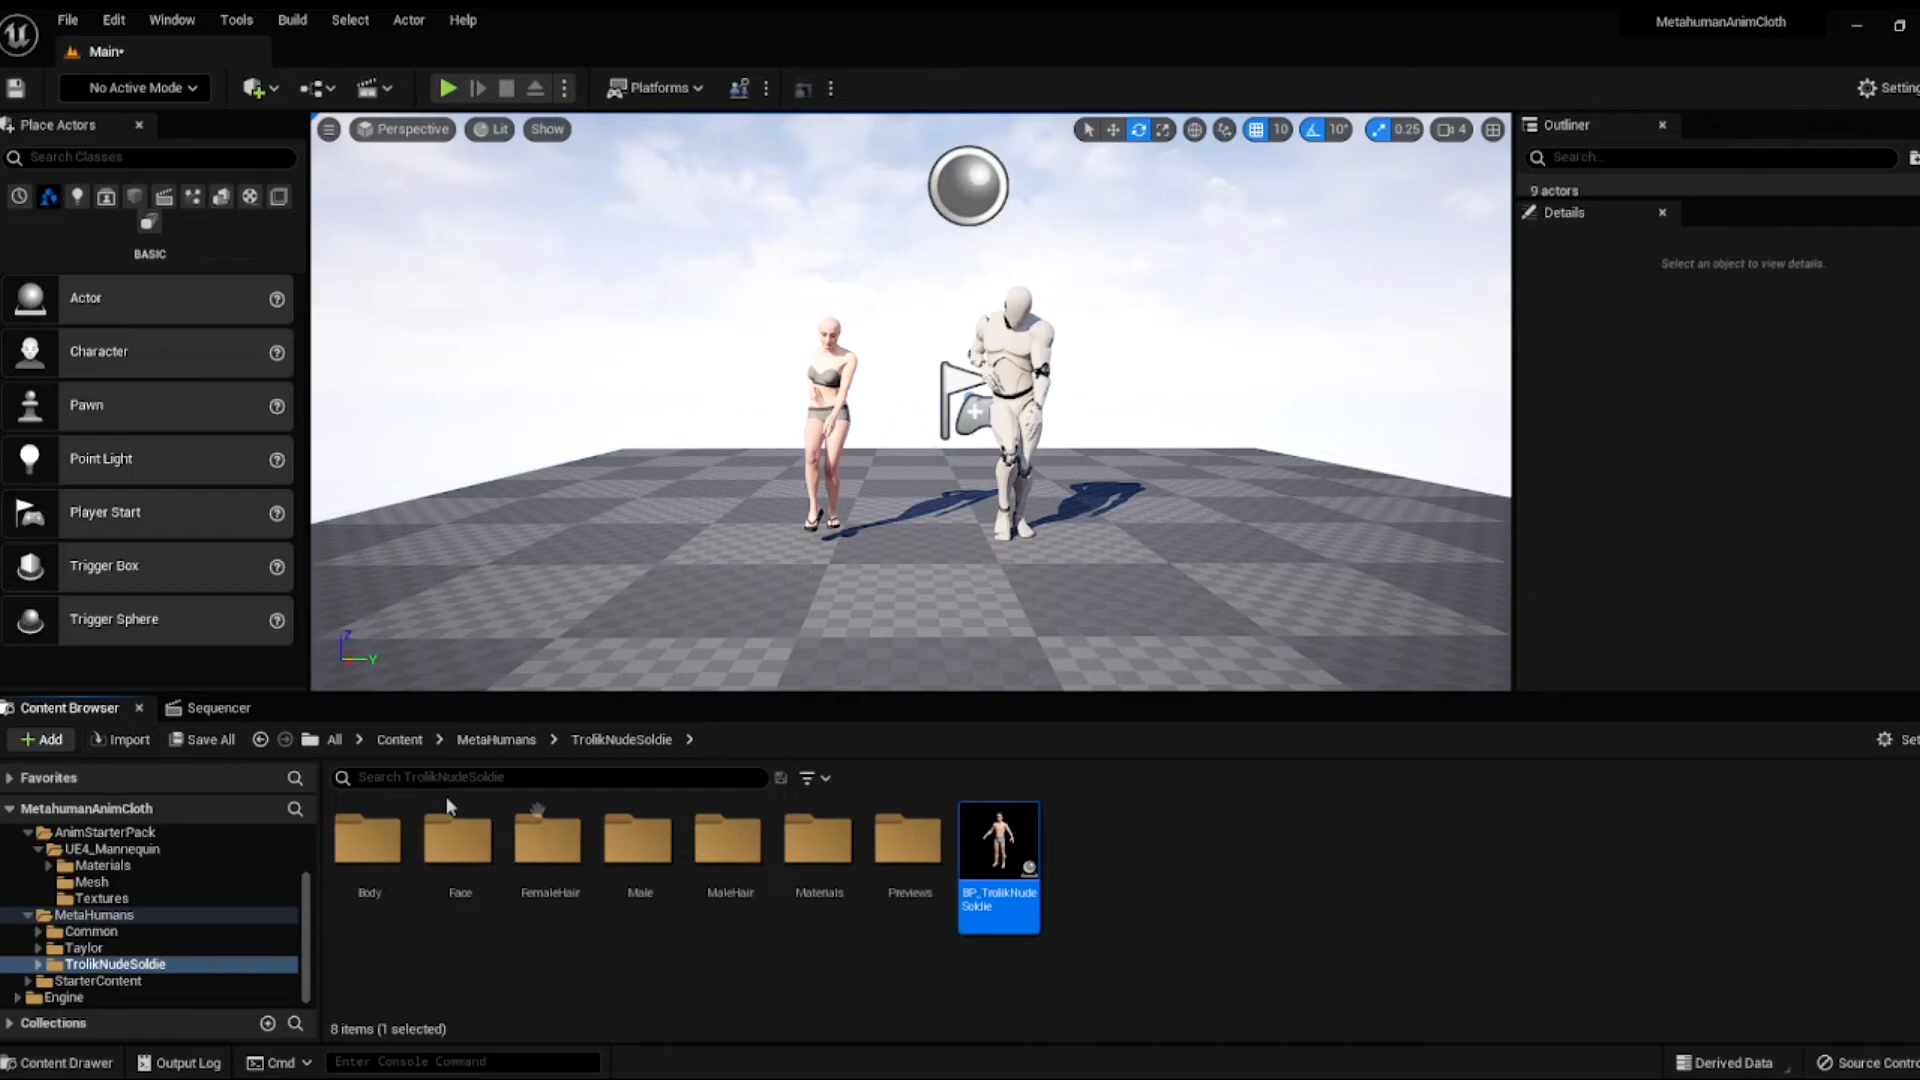 File Edit Window Tools Build Select Actor Help
MetahumanAnimCloth
Main•
No Active Mode
Platforms
Setting
Place Actors
Perspective Lit Show
10 10° 0.25 4
Outliner
Search Classes
Search...
9 actors
Details
BASIC
Select an object to view details.
Actor
Character
Pawn
Point Light
Player Start
Trigger Box
Trigger Sphere
Z
Y
Content Browser
Sequencer
Add Import Save All All Content MetaHumans TrolikNudeSoldie
Set
Favorites
Search TrolikNudeSoldie
MetahumanAnimCloth
AnimStarterPack
UE4_Mannequin
Materials
Mesh
Textures
MetaHumans
Common
Taylor
TrolikNudeSoldie
StarterContent
Engine
Body Face FemaleHair Male MaleHair Materials Previews
BP_TrolikNude
Soldie
Collections
8 items (1 selected)
Content Drawer Output Log Cmd Enter Console Command
Derived Data Source Contro